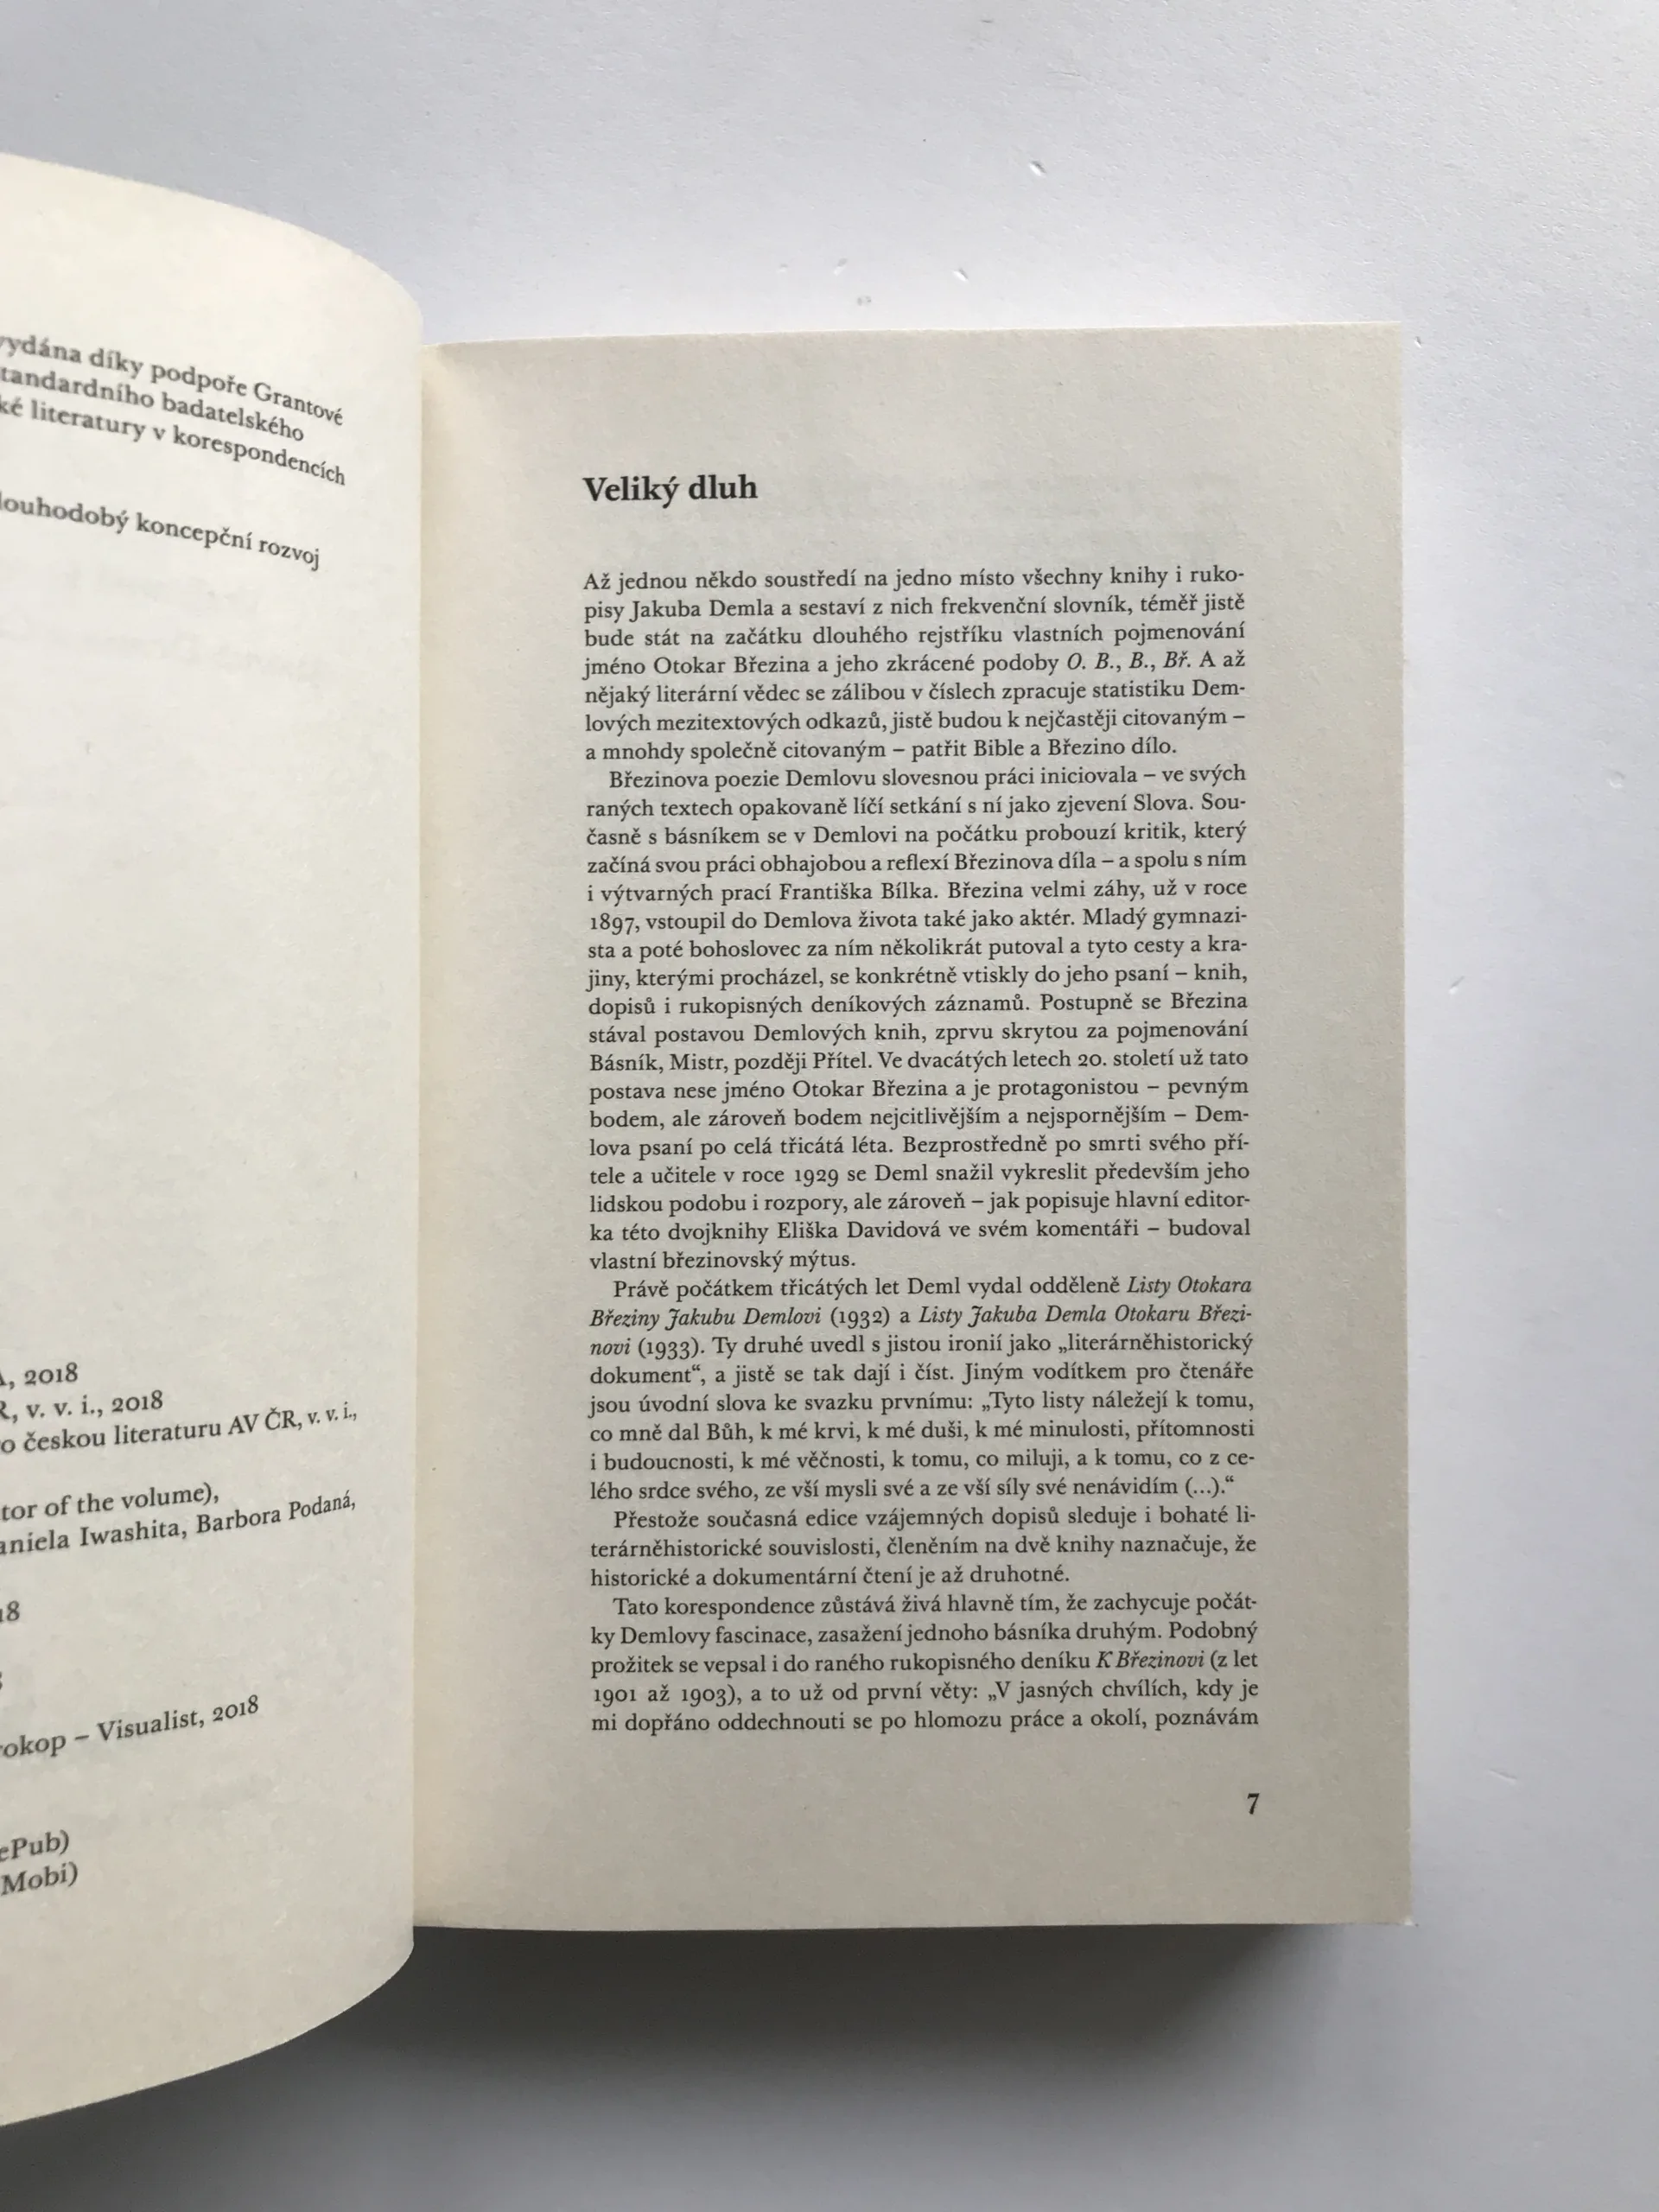 vydána díky podpoře Grantové
standardního badatelského
ké literatury v korespondencích
louhodobý koncepční rozvoj
A, 2018
R, v. v. i., 2018
o českou literaturu AV ČR, v. v. i.,
tor of the volume),
aniela Iwashita, Barbora Podaná,
18
rokop – Visualist, 2018
ePub)
Mobi)
Veliký dluh
Až jednou někdo soustředí na jedno místo všechny knihy i ruko-
pisy Jakuba Demla a sestaví z nich frekvenční slovník, téměř jistě
bude stát na začátku dlouhého rejstříku vlastních pojmenování
jméno Otokar Březina a jeho zkrácené podoby O. B., B., Bř. A až
nějaký literární vědec se zálibou v číslech zpracuje statistiku Dem-
lových mezitextových odkazů, jistě budou k nejčastěji citovaným –
a mnohdy společně citovaným – patřit Bible a Březino dílo.
Březinova poezie Demlovu slovesnou práci iniciovala – ve svých
raných textech opakovaně líčí setkání s ní jako zjevení Slova. Sou-
časně s básníkem se v Demlovi na počátku probouzí kritik, který
začíná svou práci obhajobou a reflexí Březinova díla – a spolu s ním
i výtvarných prací Františka Bílka. Březina velmi záhy, už v roce
1897, vstoupil do Demlova života také jako aktér. Mladý gymnazi-
sta a poté bohoslovec za ním několikrát putoval a tyto cesty a kra-
jiny, kterými procházel, se konkrétně vtiskly do jeho psaní – knih,
dopisů i rukopisných deníkových záznamů. Postupně se Březina
stával postavou Demlových knih, zprvu skrytou za pojmenování
Básník, Mistr, později Přítel. Ve dvacátých letech 20. století už tato
postava nese jméno Otokar Březina a je protagonistou – pevným
bodem, ale zároveň bodem nejcitlivějším a nejspornějším – Dem-
lova psaní po celá třicátá léta. Bezprostředně po smrti svého pří-
tele a učitele v roce 1929 se Deml snažil vykreslit především jeho
lidskou podobu i rozpory, ale zároveň – jak popisuje hlavní editor-
ka této dvojknihy Eliška Davidová ve svém komentáři – budoval
vlastní březinovský mýtus.
Právě počátkem třicátých let Deml vydal odděleně Listy Otokara
Březiny Jakubu Demlovi (1932) a Listy Jakuba Demla Otokaru Březi-
novi (1933). Ty druhé uvedl s jistou ironií jako „literárněhistorický
dokument“, a jistě se tak dají i číst. Jiným vodítkem pro čtenáře
jsou úvodní slova ke svazku prvnímu: „Tyto listy náležejí k tomu,
co mně dal Bůh, k mé krvi, k mé duši, k mé minulosti, přítomnosti
i budoucnosti, k mé věčnosti, k tomu, co miluji, a k tomu, co z ce-
lého srdce svého, ze vší mysli své a ze vší síly své nenávidím (...).“
Přestože současná edice vzájemných dopisů sleduje i bohaté li-
terárněhistorické souvislosti, členěním na dvě knihy naznačuje, že
historické a dokumentární čtení je až druhotné.
Tato korespondence zůstává živá hlavně tím, že zachycuje počát-
ky Demlovy fascinace, zasažení jednoho básníka druhým. Podobný
prožitek se vepsal i do raného rukopisného deníku K Březinovi (z let
1901 až 1903), a to už od první věty: „V jasných chvílích, kdy je
mi dopřáno oddechnouti se po hlomozu práce a okolí, poznávám
7